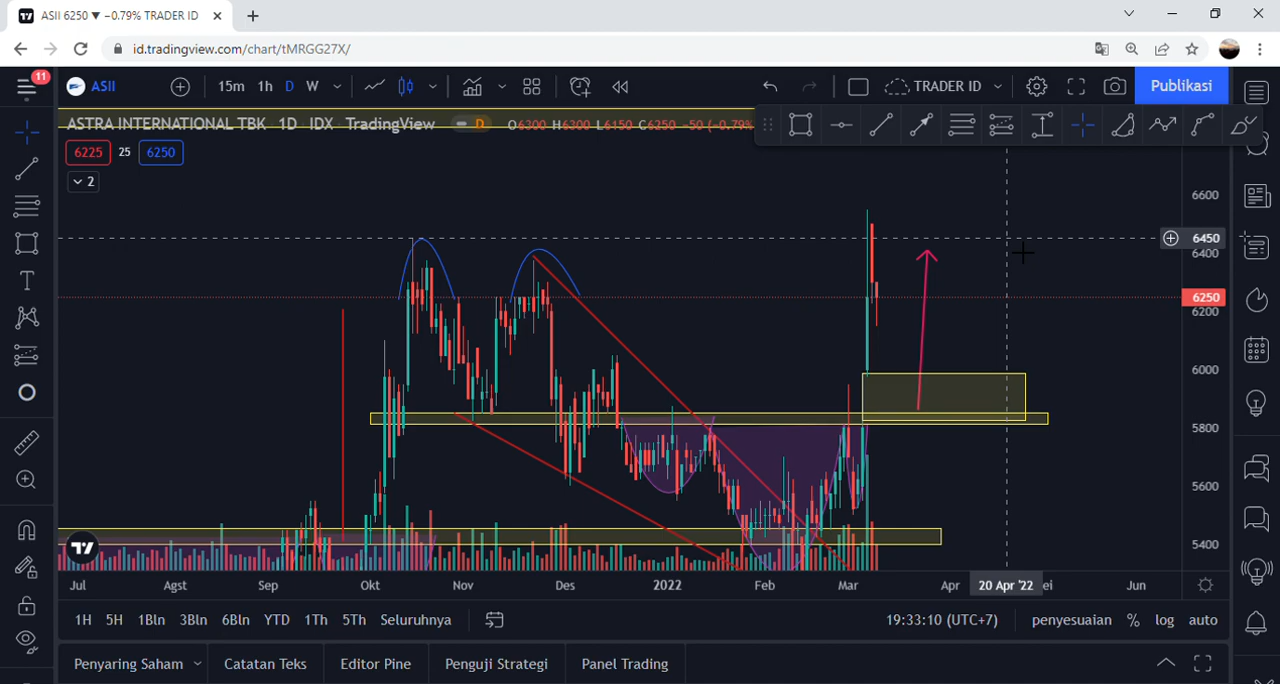 ASII 6250 ▼ −0.79% TRADER ID
id.tradingview.com/chart/tMRGG27X/
11
ASII 15m 1h D W TRADER ID Publikasi
ASTRA INTERNATIONAL TBK · 1D · IDX · TradingView D O6300 H6300 L6150 C6250 −50 (−0.79%
6225 25 6250
2
6600
6450
6400
6250
6200
6000
5800
5600
5400
Jul Agst Sep Okt Nov Des 2022 Feb Mar Apr 20 Apr '22 ei Jun
1H 5H 1Bln 3Bln 6Bln YTD 1Th 5Th Seluruhnya 19:33:10 (UTC+7) penyesuaian % log auto
Penyaring Saham Catatan Teks Editor Pine Penguji Strategi Panel Trading